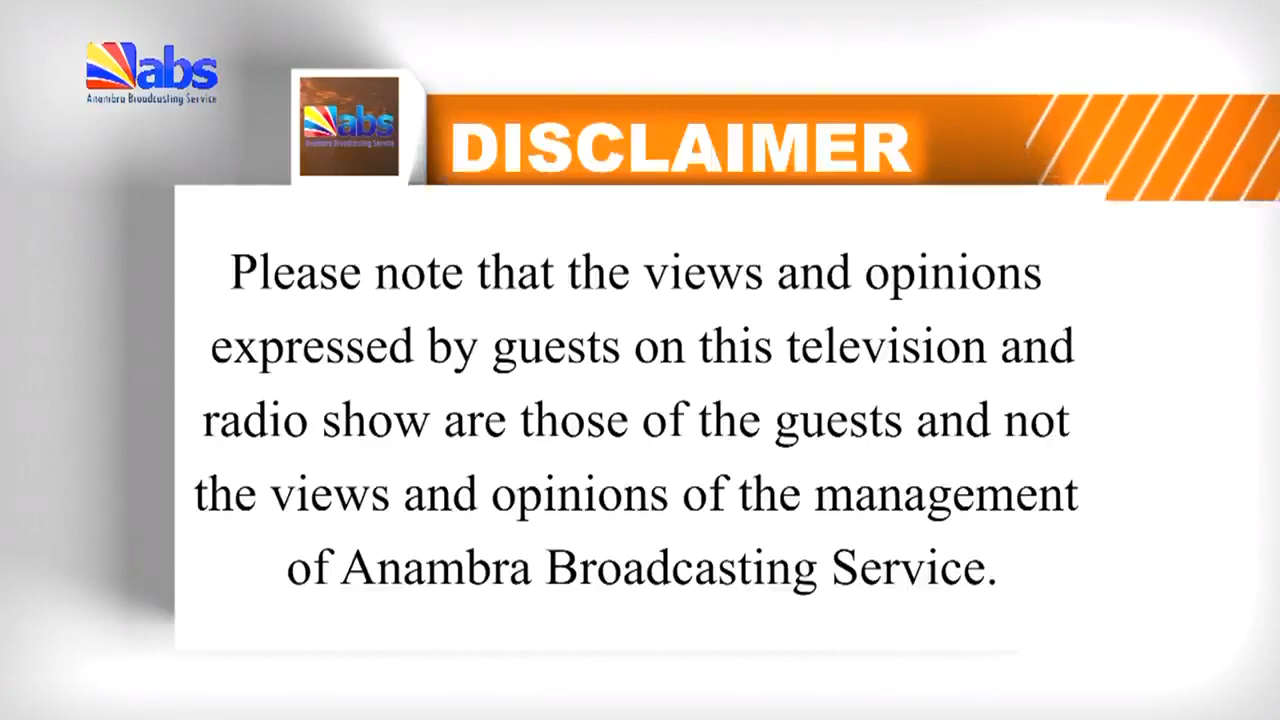 abs
Anambra Broadcasting Service
abs
Anambra Broadcasting Service
DISCLAIMER
Please note that the views and opinions
expressed by guests on this television and
radio show are those of the guests and not
the views and opinions of the management
of Anambra Broadcasting Service.